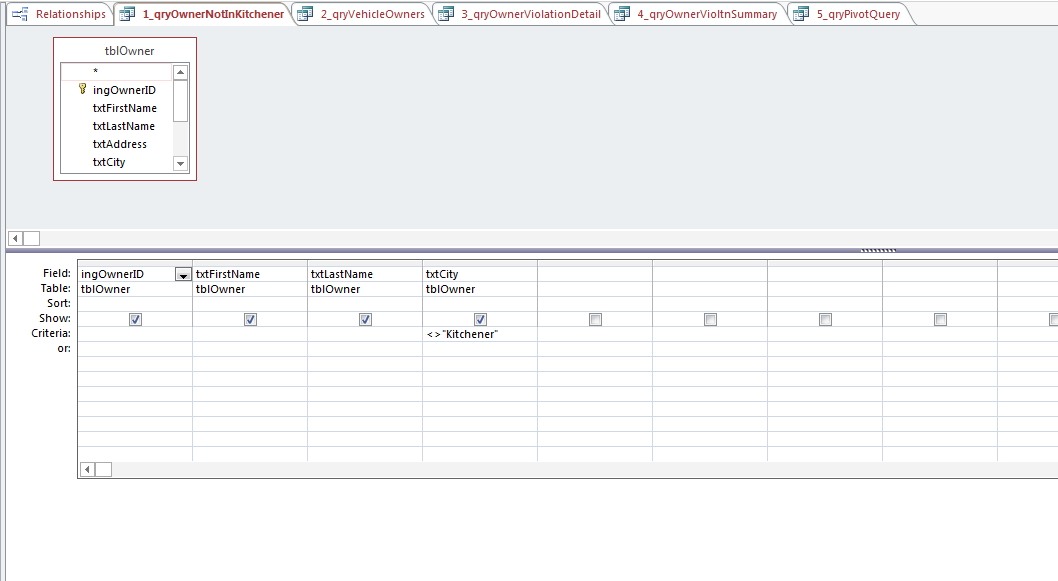 Relationships 1_qryOwnerNotInKitchener 2_qryVehicleOwners 3_qryOwnerViolationDetail 4_qryOwnerVioltnSummary 5_qryPivotQuery
tblOwner
*
ingOwnerID
txtFirstName
txtLastName
txtAddress
txtCity
Field: ingOwnerID txtFirstName txtLastName txtCity
Table: tblOwner tblOwner tblOwner tblOwner
Sort:
Show:
Criteria: <>"Kitchener"
or: